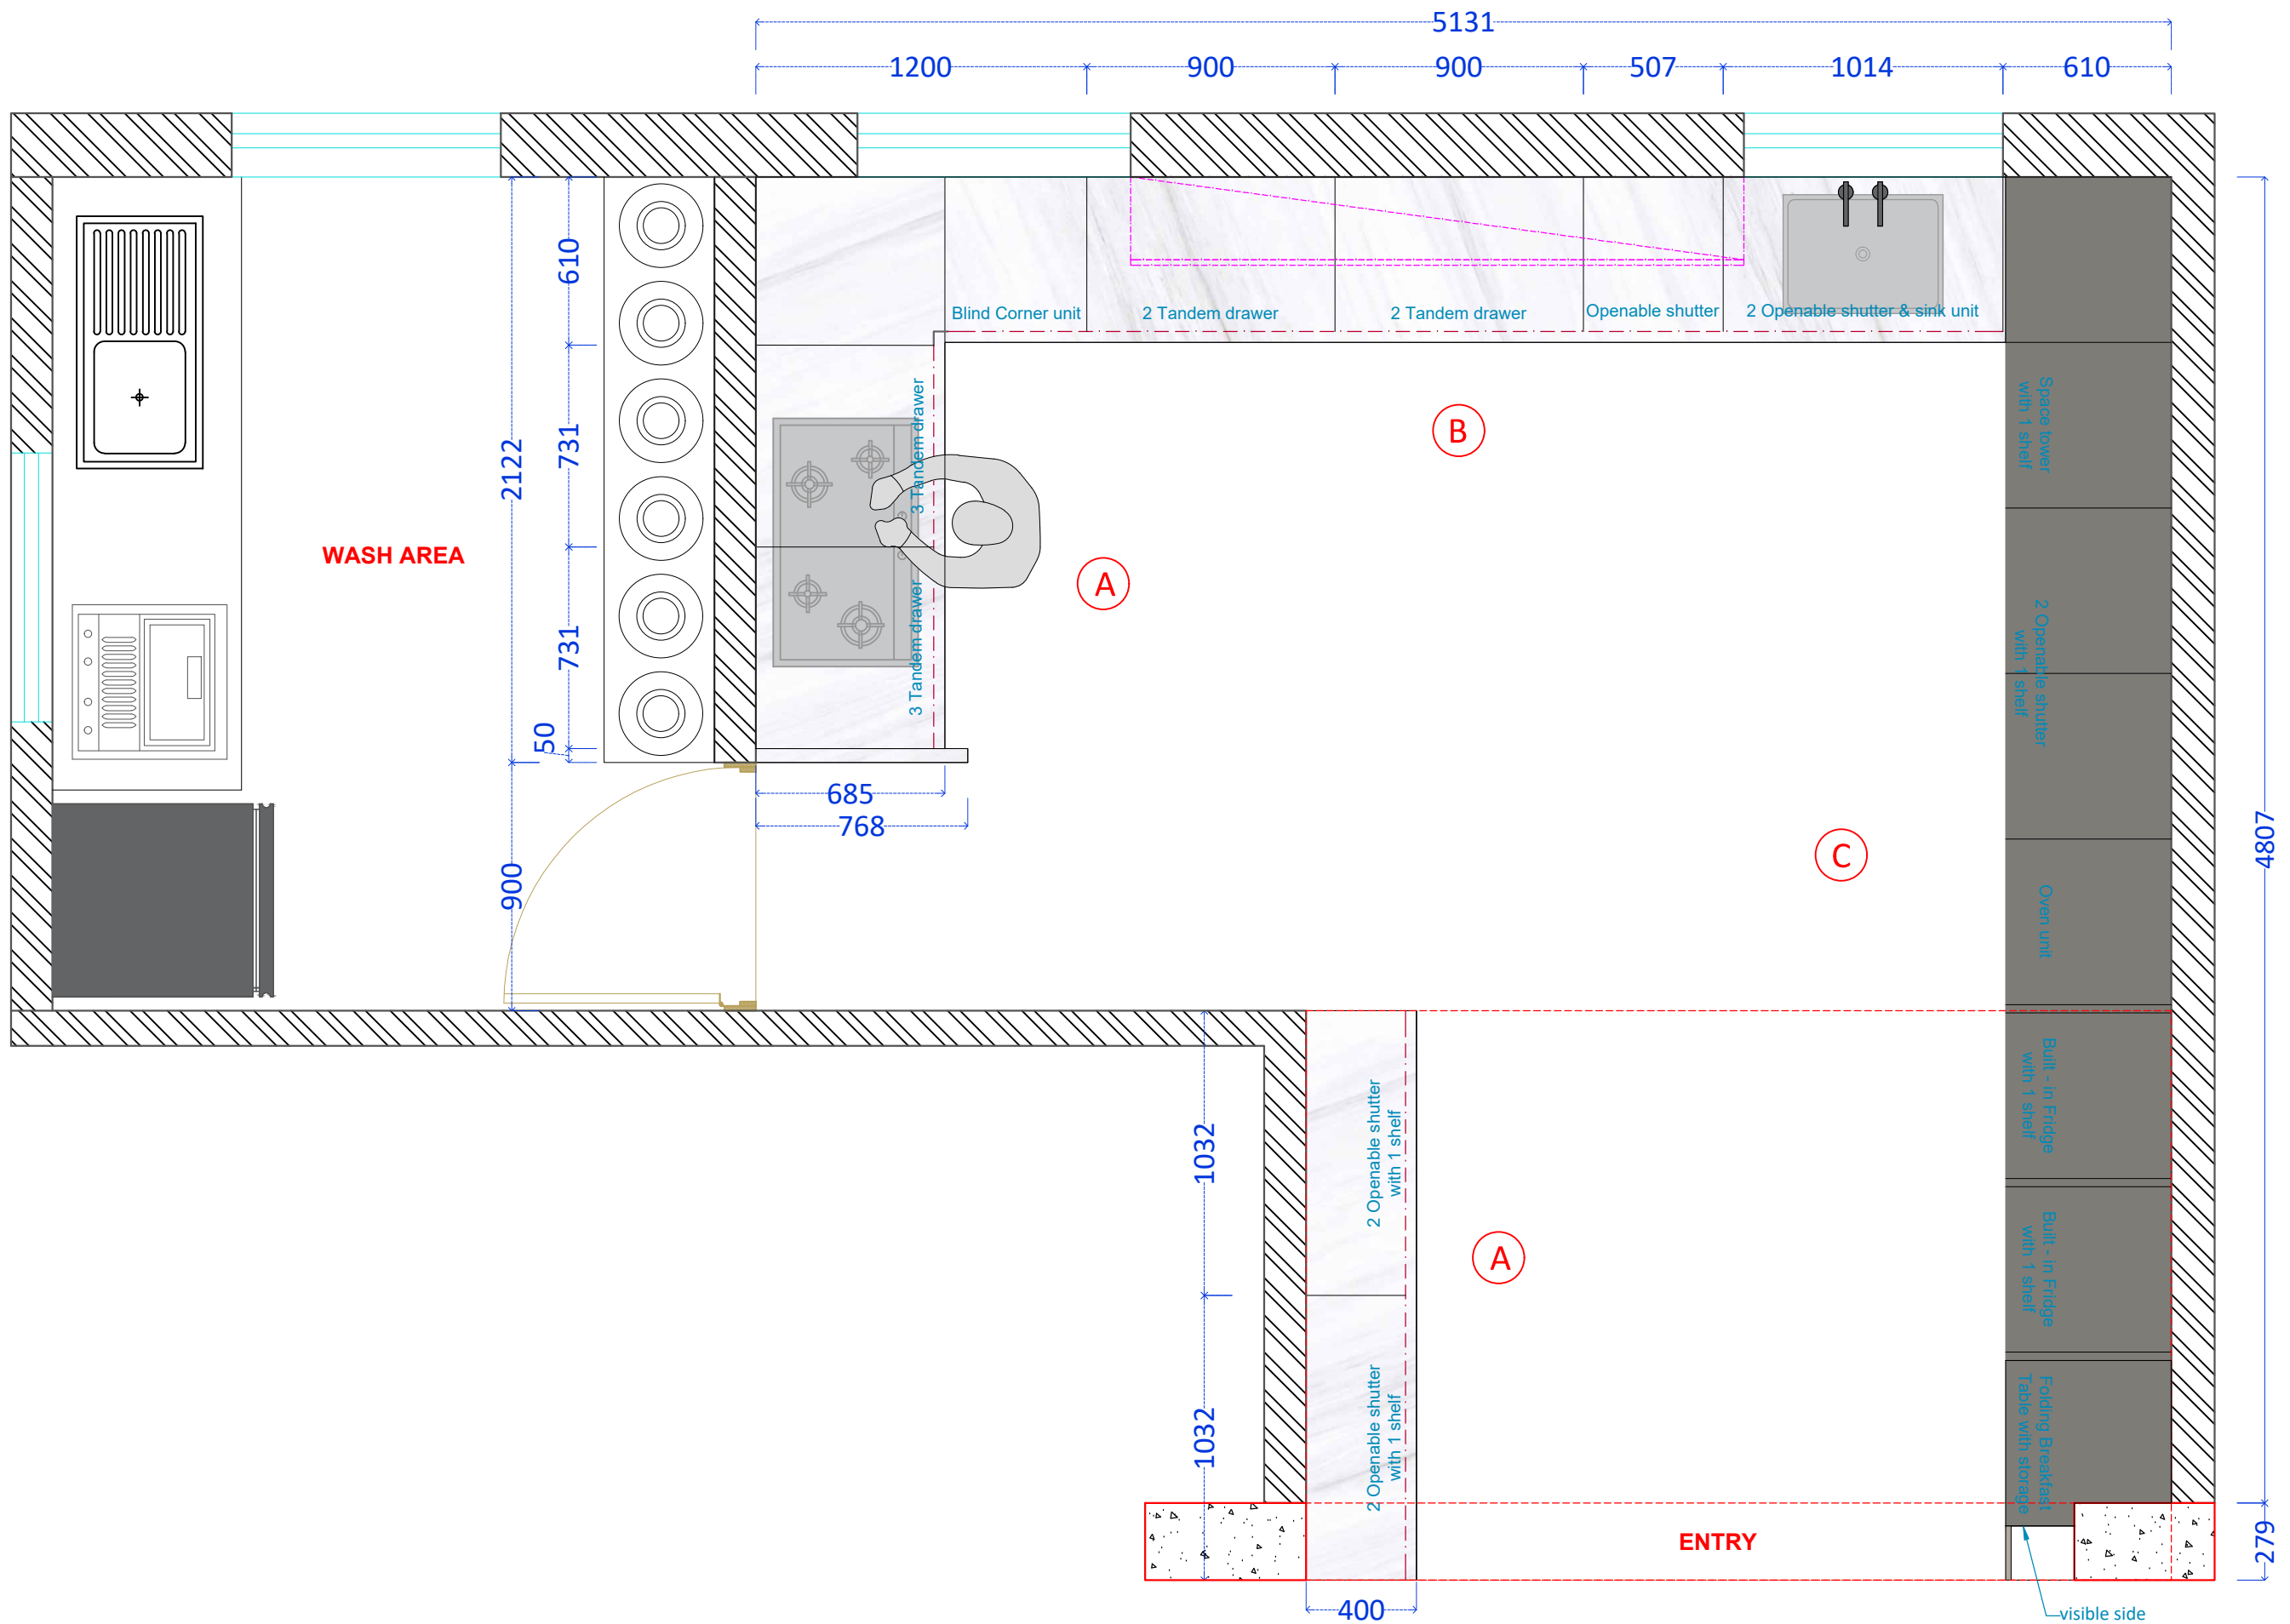 5131
1200
900
900
507
1014
610
610
731
731
50
2122
900
WASH AREA
Blind Corner unit
2 Tandem drawer
2 Tandem drawer
Openable shutter
2 Openable shutter & sink unit
3 Tandem drawer
3 Tandem drawer
B
A
685
768
Space tower
with 1 shelf
2 Openable shutter
with 1 shelf
C
Oven unit
4807
Built - in Fridge
with 1 shelf
Built - in Fridge
with 1 shelf
Folding Breakfast
Table with storage
1032
1032
2 Openable shutter
with 1 shelf
2 Openable shutter
with 1 shelf
A
ENTRY
279
400
visible side